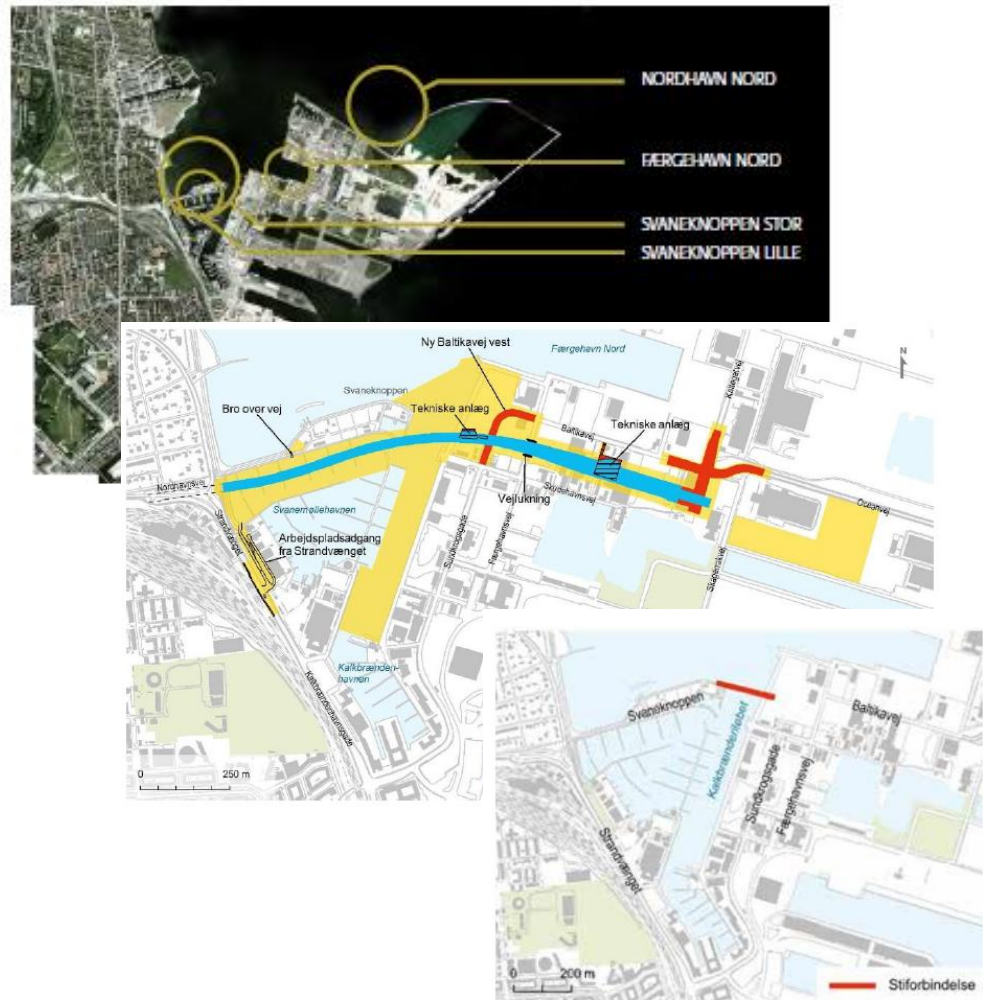 NORDHAVN NORD
FÆRGEHAVN NORD
SVANEKNOPPEN STOR
SVANEKNOPPEN LILLE
Ny Baltikavej vest
Færgehavn Nord
N
Kattegatvej
Svaneknoppen
Bro over vej
Tekniske anlæg
Baltikavej
Tekniske anlæg
Nordhavnsvej
Vejlukning
Skudehavnsvej
Oceanvej
Svanemøllehavnen
Strandvænget
Arbejdspladsadgang
fra Strandvænget
Sundkrogsgade
Færgehavnsvej
Skagerrakvej
Kalkbrænderi-
havnen
Kalkbrænderihavnsgade
0 250 m
Svaneknoppen
Baltikavej
Kalkbrænderiløbet
Sundkrogsgade
Færgehavnsvej
Strandvænget
0 200 m
Stiforbindelse